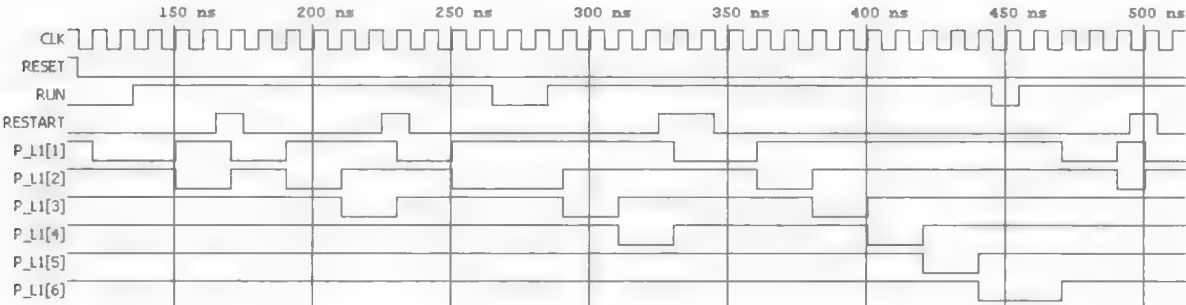 150 ns 200 ns 250 ns 300 ns 350 ns 400 ns 450 ns 500 ns
CLK
RESET
RUN
RESTART
P_L1[1]
P_L1[2]
P_L1[3]
P_L1[4]
P_L1[5]
P_L1[6]